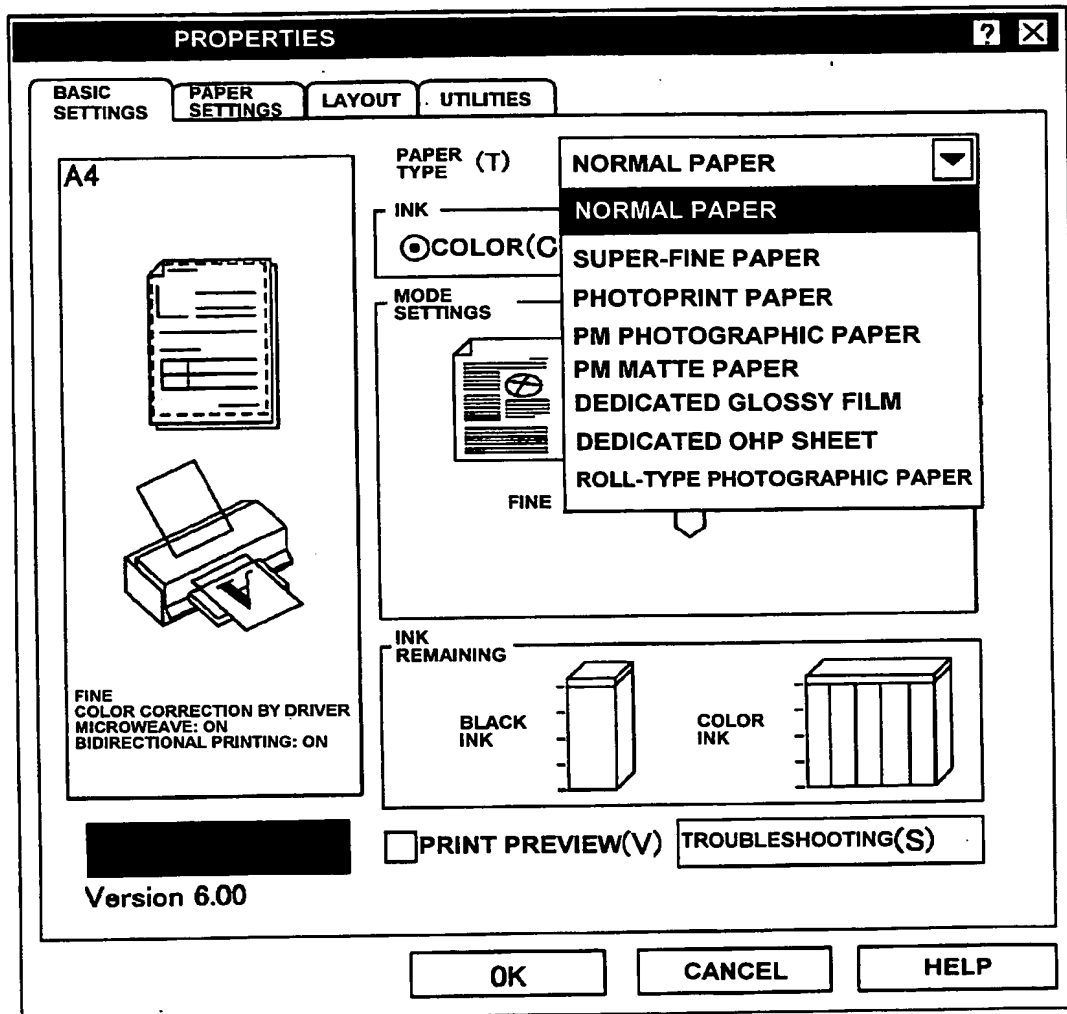 PROPERTIES
?
BASIC SETTINGS
PAPER SETTINGS
LAYOUT
UTILITIES
A4
PAPER TYPE (T)
NORMAL PAPER
NORMAL PAPER
SUPER-FINE PAPER
PHOTOPRINT PAPER
PM PHOTOGRAPHIC PAPER
PM MATTE PAPER
DEDICATED GLOSSY FILM
DEDICATED OHP SHEET
ROLL-TYPE PHOTOGRAPHIC PAPER
INK
COLOR(C
MODE SETTINGS
FINE
A
FINE
COLOR CORRECTION BY DRIVER
MICROWEAVE: ON
BIDIRECTIONAL PRINTING: ON
INK REMAINING
BLACK INK
COLOR INK
PRINT PREVIEW(V)
TROUBLESHOOTING(S)
Version 6.00
OK
CANCEL
HELP